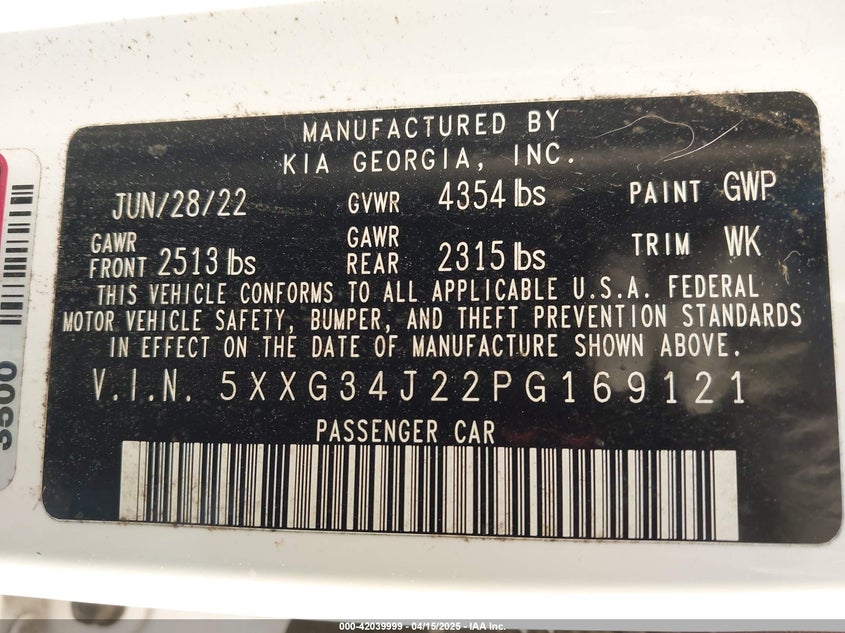 MANUFACTURED BY
KIA GEORGIA, INC.
JUN/28/22 GVWR 4354 lbs PAINT GWP
GAWR FRONT 2513 lbs GAWR REAR 2315 lbs TRIM WK
THIS VEHICLE CONFORMS TO ALL APPLICABLE U.S.A. FEDERAL
MOTOR VEHICLE SAFETY, BUMPER, AND THEFT PREVENTION STANDARDS
IN EFFECT ON THE DATE OF MANUFACTURE SHOWN ABOVE.
V.I.N. 5XXG34J22PG169121
PASSENGER CAR
000-42039999 - 04/15/2025 - IAA Inc.